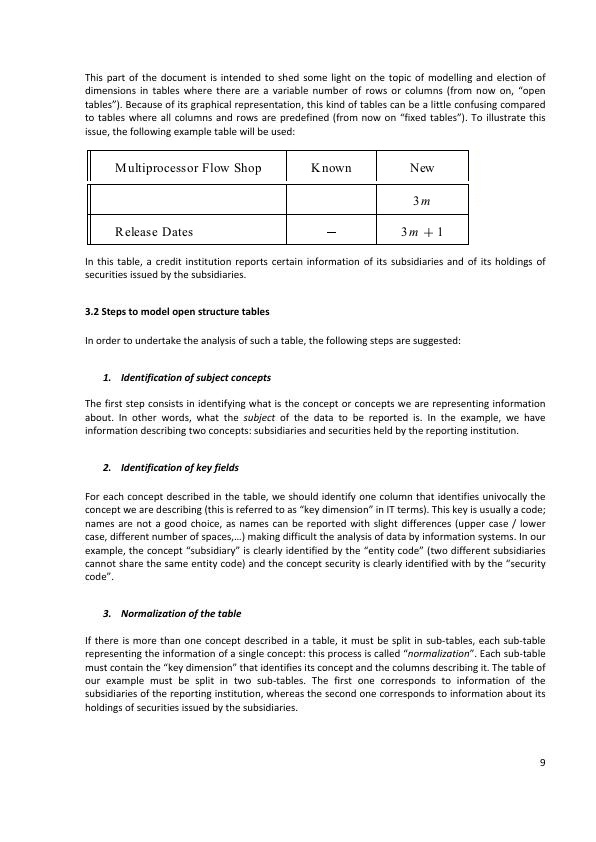 This part of the document is intended to shed some light on the topic of modelling and election of
dimensions in tables where there are a variable number of rows or columns (from now on, “open
tables”). Because of its graphical representation, this kind of tables can be a little confusing compared
to tables where all columns and rows are predefined (from now on “fixed tables”). To illustrate this
issue, the following example table will be used:
Multiprocessor Flow Shop Known New
3m
Release Dates – 3m + 1
In this table, a credit institution reports certain information of its subsidiaries and of its holdings of
securities issued by the subsidiaries.
3.2 Steps to model open structure tables
In order to undertake the analysis of such a table, the following steps are suggested:
1. Identification of subject concepts
The first step consists in identifying what is the concept or concepts we are representing information
about. In other words, what the subject of the data to be reported is. In the example, we have
information describing two concepts: subsidiaries and securities held by the reporting institution.
2. Identification of key fields
For each concept described in the table, we should identify one column that identifies univocally the
concept we are describing (this is referred to as “key dimension” in IT terms). This key is usually a code;
names are not a good choice, as names can be reported with slight differences (upper case / lower
case, different number of spaces,…) making difficult the analysis of data by information systems. In our
example, the concept “subsidiary” is clearly identified by the “entity code” (two different subsidiaries
cannot share the same entity code) and the concept security is clearly identified with by the “security
code”.
3. Normalization of the table
If there is more than one concept described in a table, it must be split in sub-tables, each sub-table
representing the information of a single concept: this process is called “normalization”. Each sub-table
must contain the “key dimension” that identifies its concept and the columns describing it. The table of
our example must be split in two sub-tables. The first one corresponds to information of the
subsidiaries of the reporting institution, whereas the second one corresponds to information about its
holdings of securities issued by the subsidiaries.
9